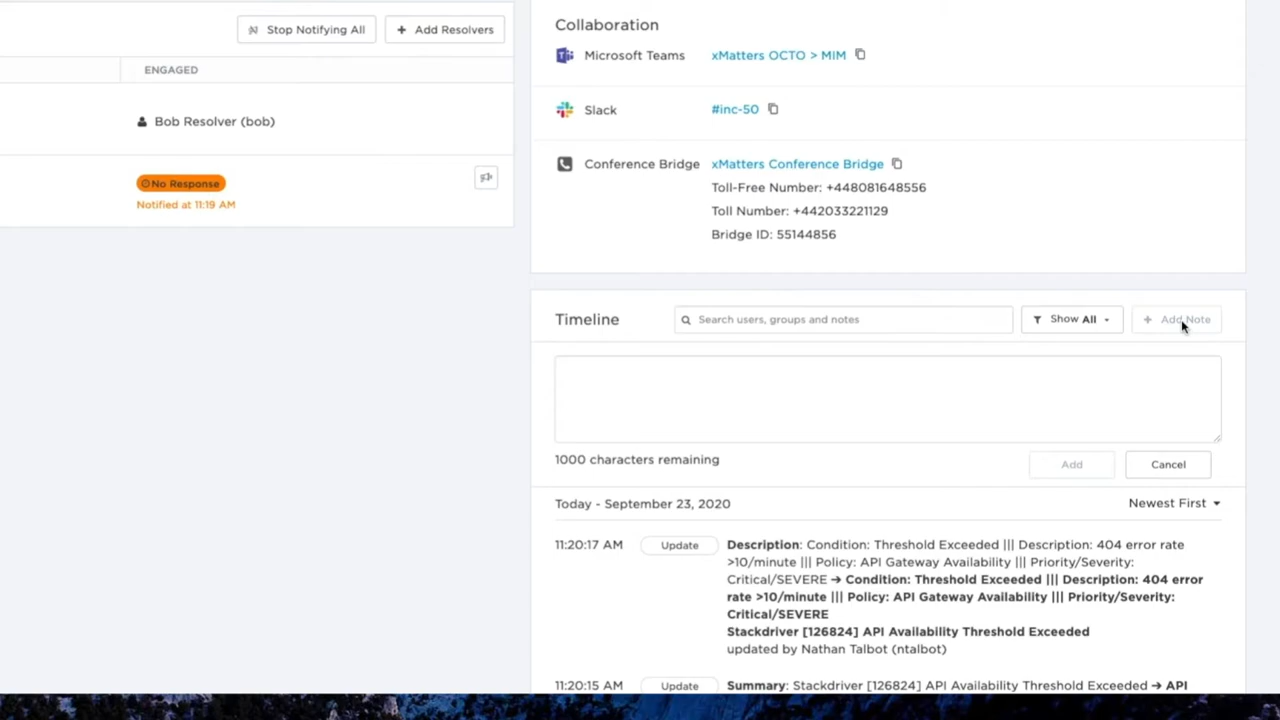 Stop Notifying All
+ Add Resolvers
ENGAGED
Bob Resolver (bob)
No Response
Notified at 11:19 AM
Collaboration
Microsoft Teams xMatters OCTO > MIM
Slack #inc-50
Conference Bridge xMatters Conference Bridge
Toll-Free Number: +448081648556
Toll Number: +442033221129
Bridge ID: 55144856
Timeline Search users, groups and notes Show All + Add Note
1000 characters remaining Add Cancel
Today - September 23, 2020 Newest First
11:20:17 AM Update Description: Condition: Threshold Exceeded ||| Description: 404 error rate
>10/minute ||| Policy: API Gateway Availability ||| Priority/Severity:
Critical/SEVERE ➔ Condition: Threshold Exceeded ||| Description: 404 error
rate >10/minute ||| Policy: API Gateway Availability ||| Priority/Severity:
Critical/SEVERE
Stackdriver [126824] API Availability Threshold Exceeded
updated by Nathan Talbot (ntalbot)
11:20:15 AM Update Summary: Stackdriver [126824] API Availability Threshold Exceeded ➔ API